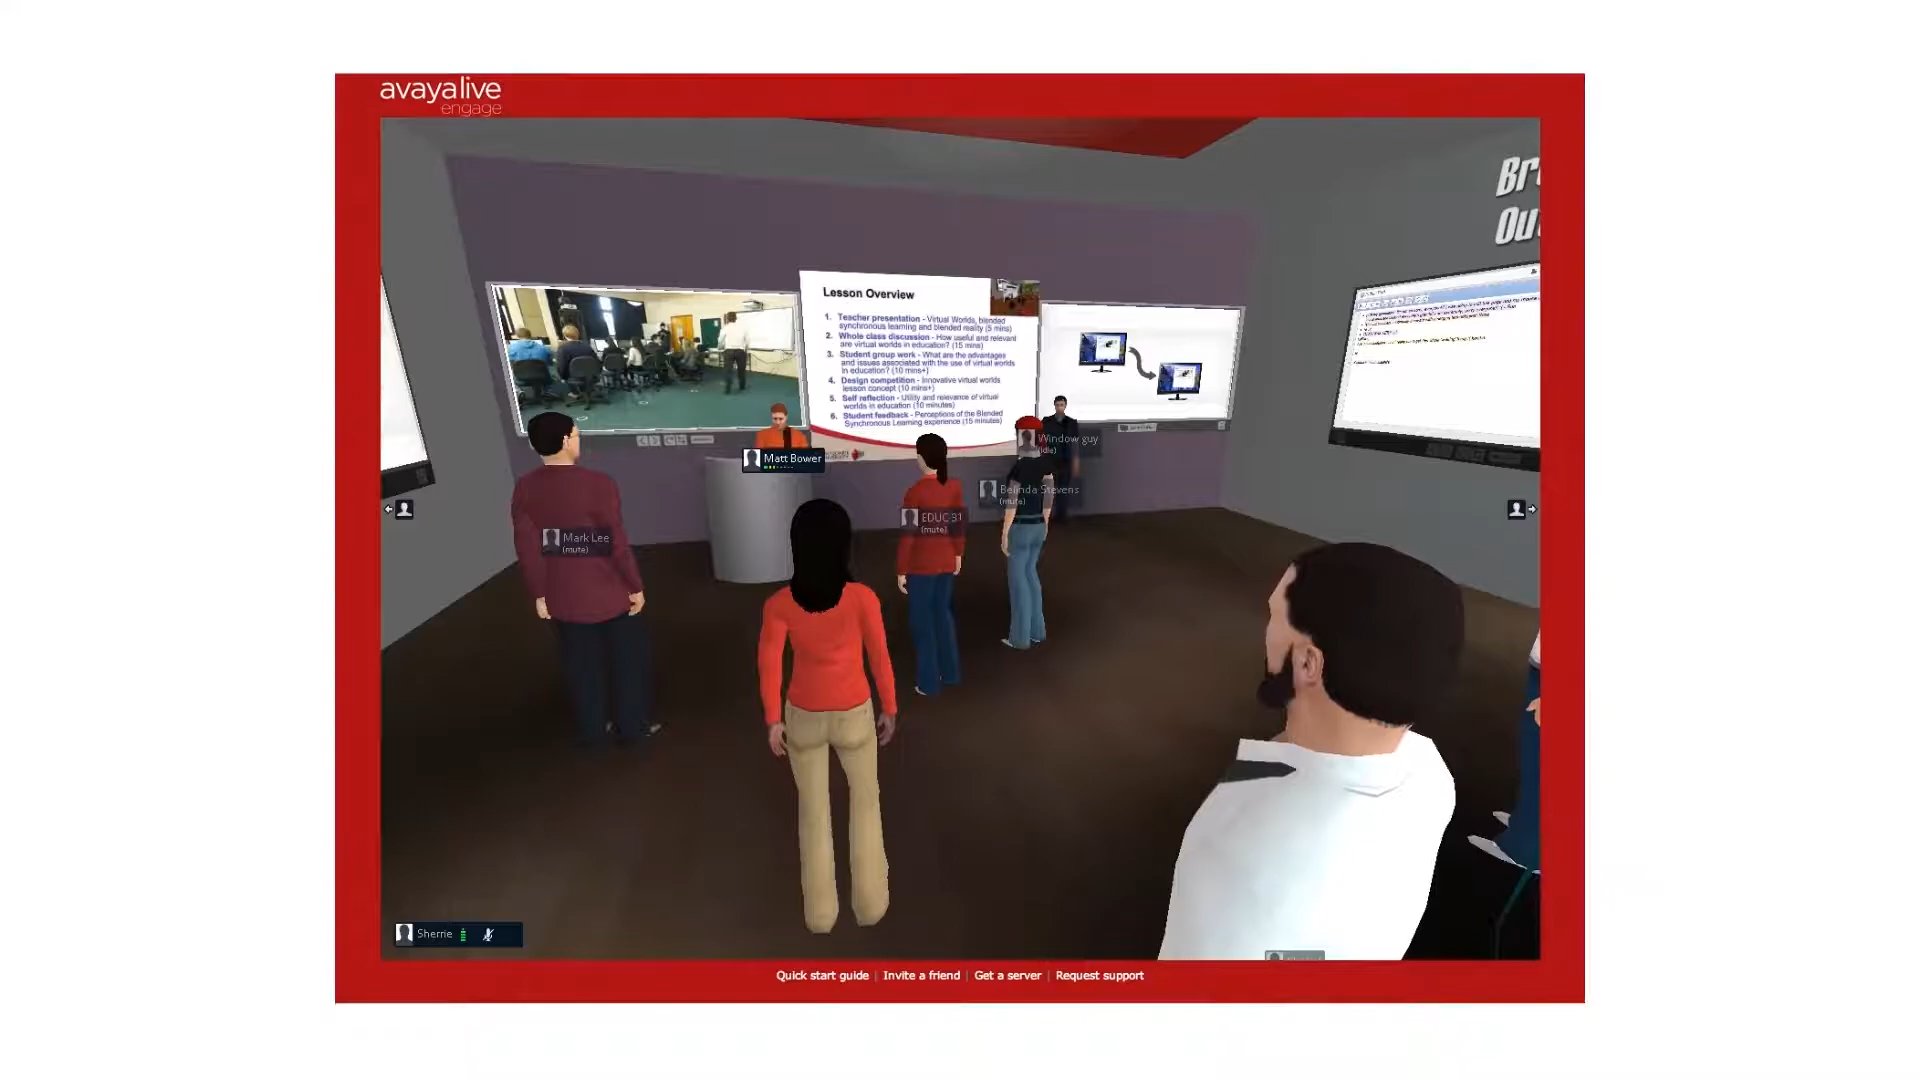 avayalive
engage
Bre
Out
Lesson Overview
1. Teacher presentation - Virtual Worlds, blended
synchronous learning and blended reality (5 mins)
2. Whole class discussion - How useful and relevant
are virtual worlds in education? (15 mins)
3. Student group work - What are the advantages
and issues associated with the use of virtual worlds
in education? (10 mins+)
4. Design competition - Innovative virtual worlds
lesson concept (10 mins+)
5. Self reflection - Utility and relevance of virtual
worlds in education (10 minutes)
6. Student feedback - Perceptions of the Blended
Synchronous Learning experience (15 minutes)
Window guy
(idle)
Matt Bower
Belinda Stevens
(mute)
EDUC 31
(mute)
Mark Lee
(mute)
Sherrie
Quick start guide | Invite a friend | Get a server | Request support